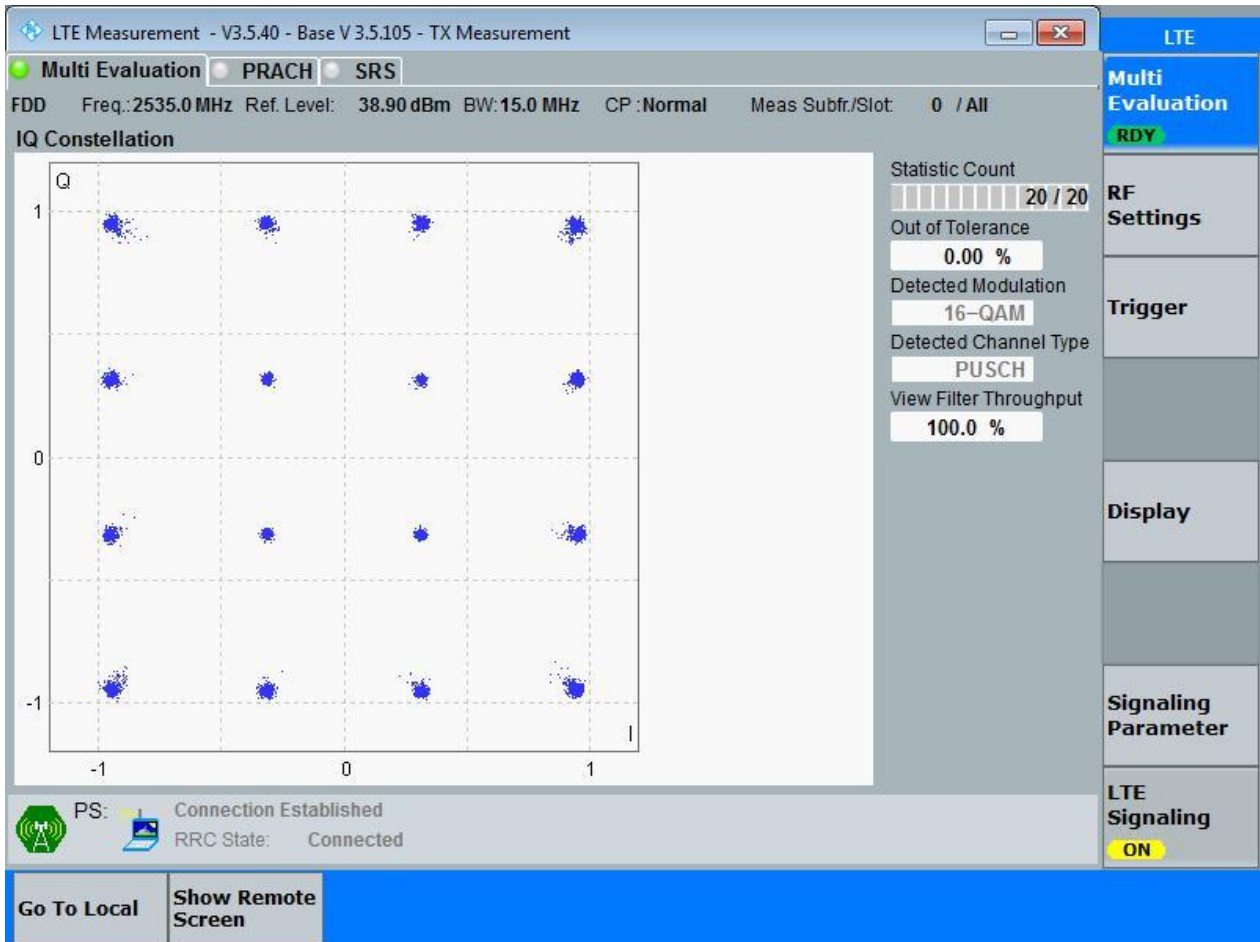 LTE Measurement - V3.5.40 - Base V 3.5.105 - TX Measurement
LTE
Multi Evaluation PRACH SRS
Multi Evaluation
RDY
FDD Freq.:2535.0 MHz Ref. Level: 38.90 dBm BW:15.0 MHz CP :Normal Meas Subfr./Slot: 0 / All
IQ Constellation
Q
1
0
-1
I
-1 0 1
Statistic Count
20 / 20
Out of Tolerance
0.00 %
Detected Modulation
16-QAM
Detected Channel Type
PUSCH
View Filter Throughput
100.0 %
RF
Settings
Trigger
Display
Signaling
Parameter
LTE
Signaling
ON
PS: Connection Established
RRC State: Connected
Go To Local
Show Remote
Screen